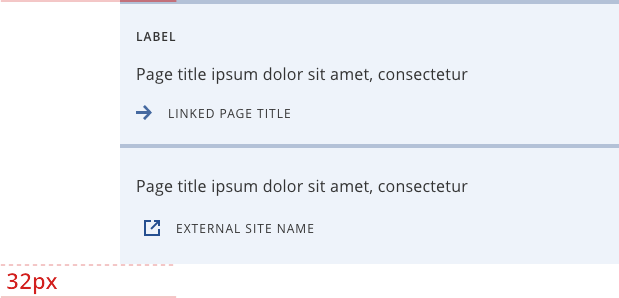 LABEL
Page title ipsum dolor sit amet, consectetur
LINKED PAGE TITLE
Page title ipsum dolor sit amet, consectetur
EXTERNAL SITE NAME
32px